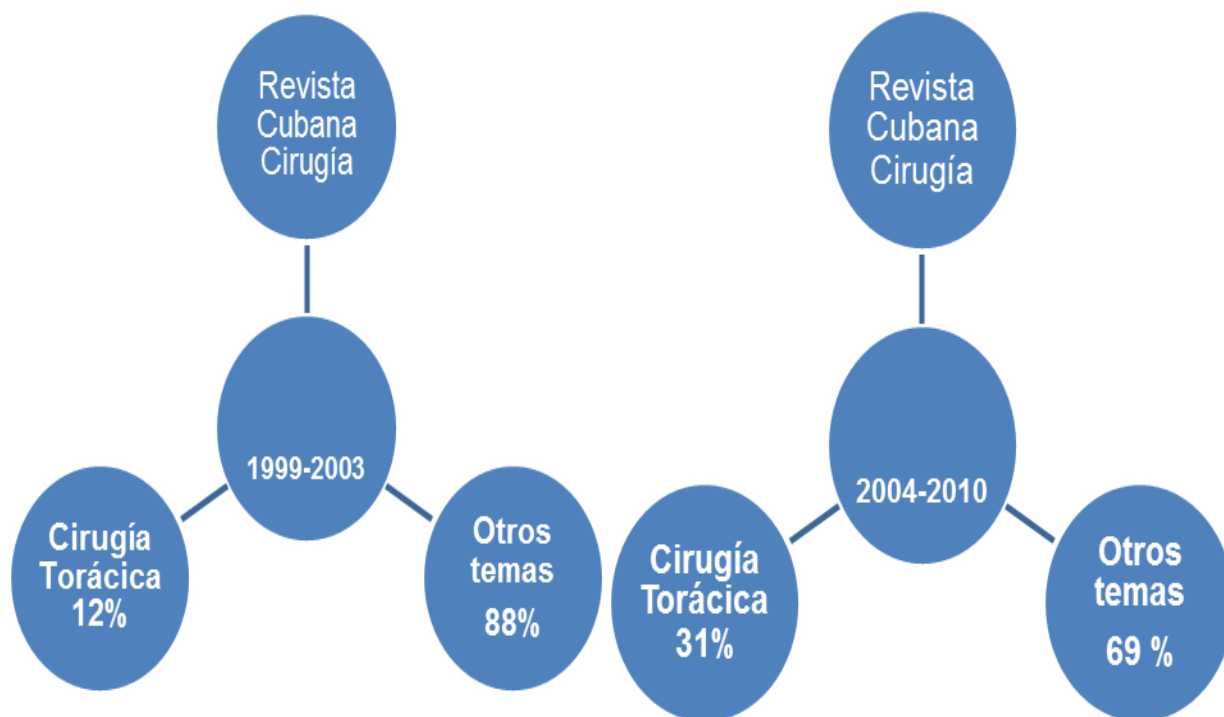 Revista
Cubana
Cirugía
1999-2003
Cirugía
Torácica
12%
Otros
temas
88%
Revista
Cubana
Cirugía
2004-2010
Cirugía
Torácica
31%
Otros
temas
69 %